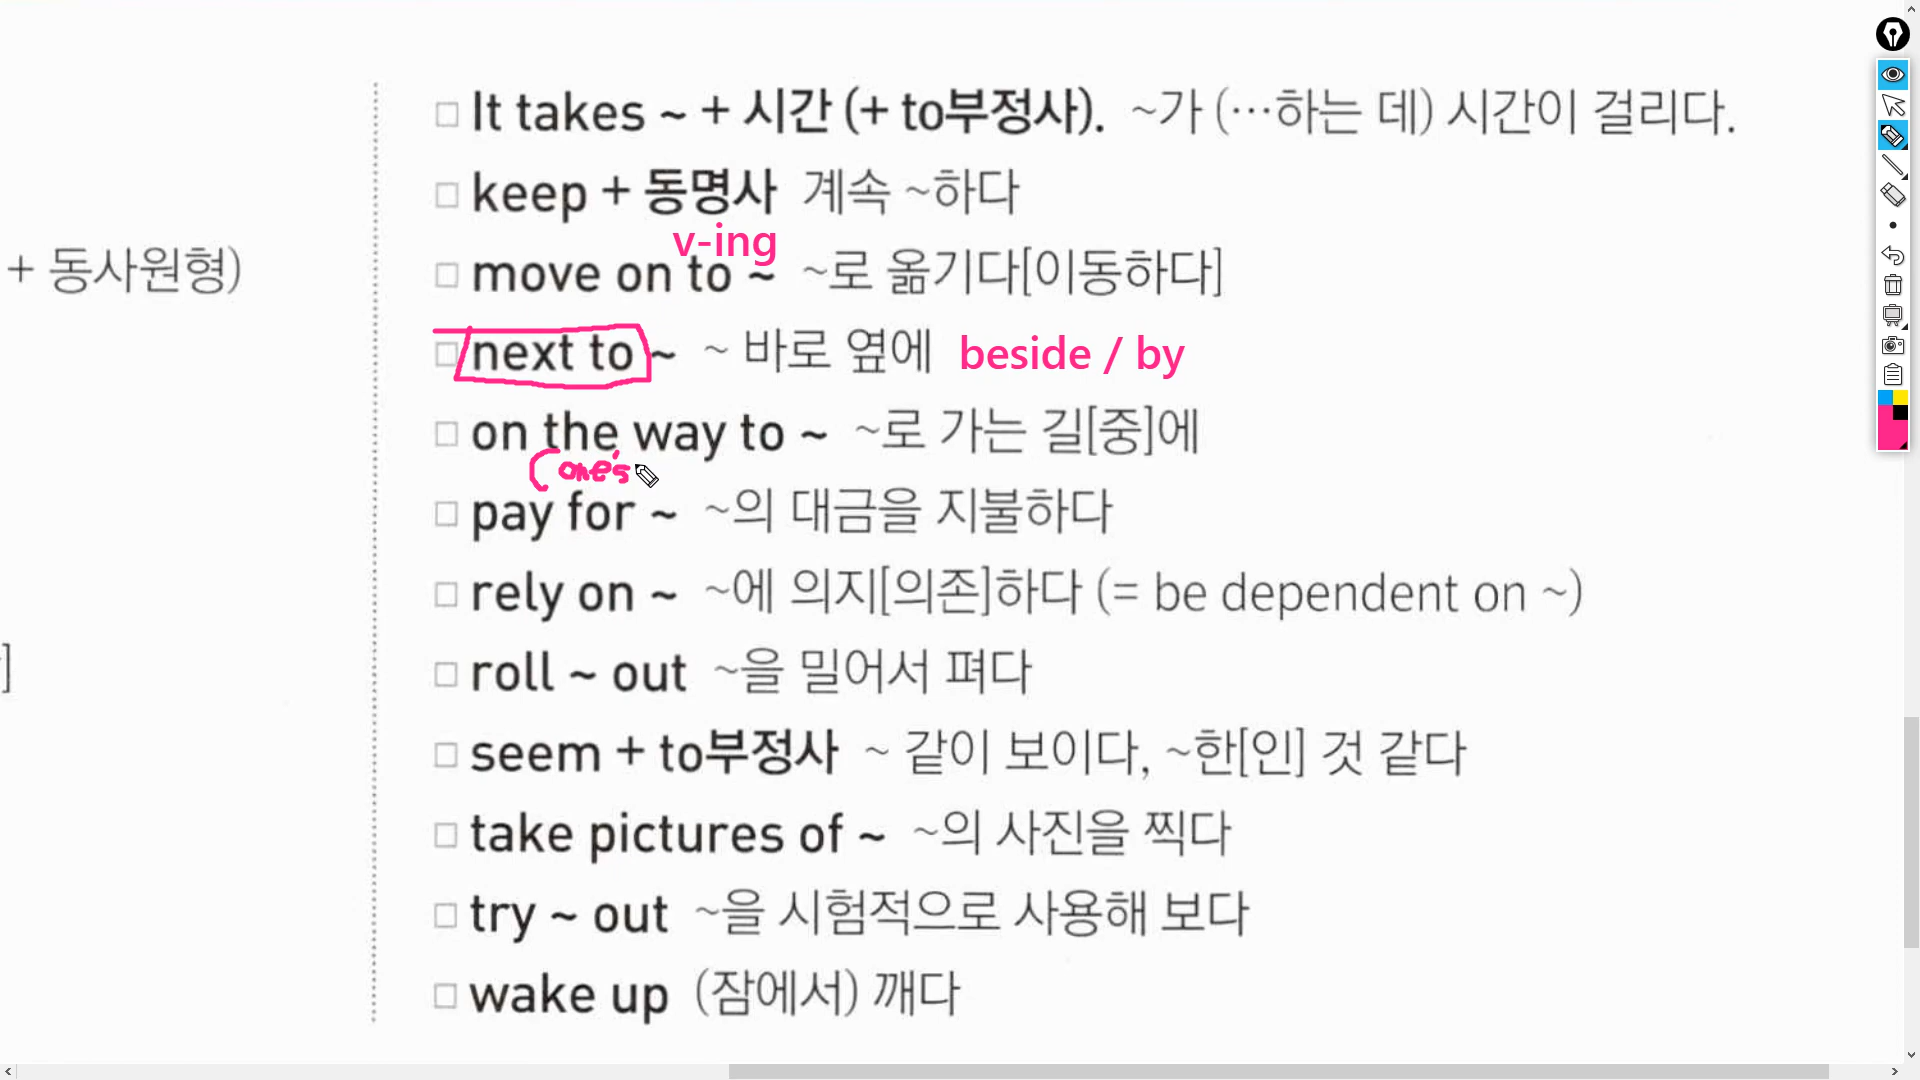 It takes ~ + 시간 (+ to부정사). ~가 (…하는 데) 시간이 걸리다.
keep + 동명사 계속 ~하다
v-ing
+ 동사원형)
move on to ~ ~로 옮기다[이동하다]
next to ~ ~ 바로 옆에 beside / by
on the way to ~ ~로 가는 길[중]에
(one's
pay for ~ ~의 대금을 지불하다
rely on ~ ~에 의지[의존]하다 (= be dependent on ~)
]
roll ~ out ~을 밀어서 펴다
seem + to부정사 ~ 같이 보이다, ~한[인] 것 같다
take pictures of ~ ~의 사진을 찍다
try ~ out ~을 시험적으로 사용해 보다
wake up (잠에서) 깨다